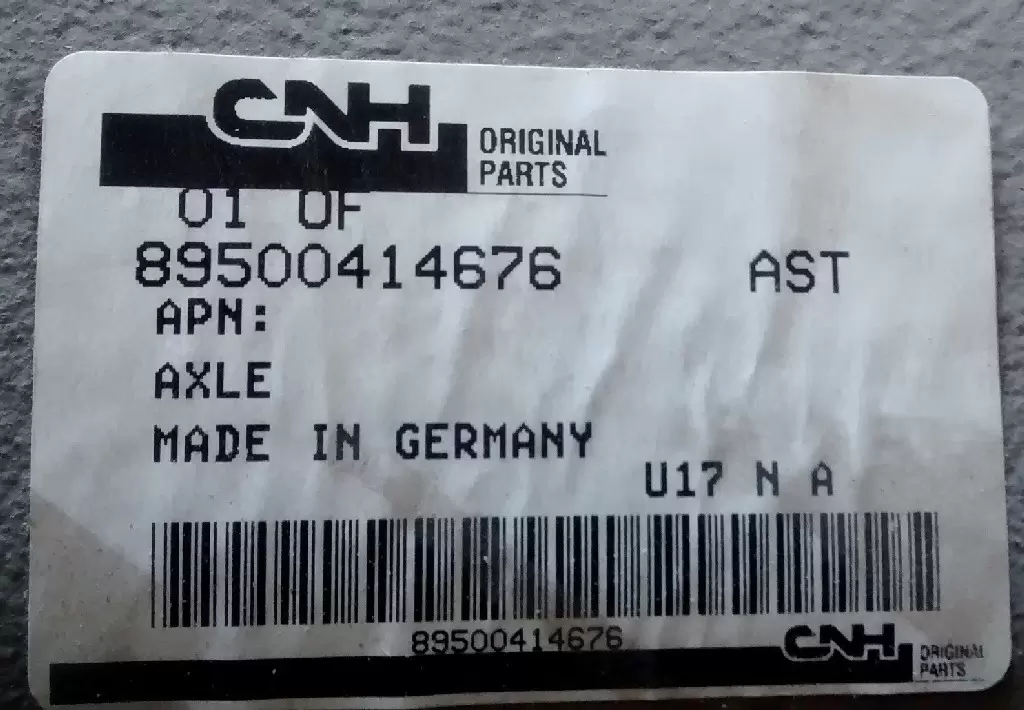 CNH
ORIGINAL
PARTS
01 OF
89500414676 AST
APN:
AXLE
MADE IN GERMANY
U17 N A
89500414676
CNH
ORIGINAL
PARTS